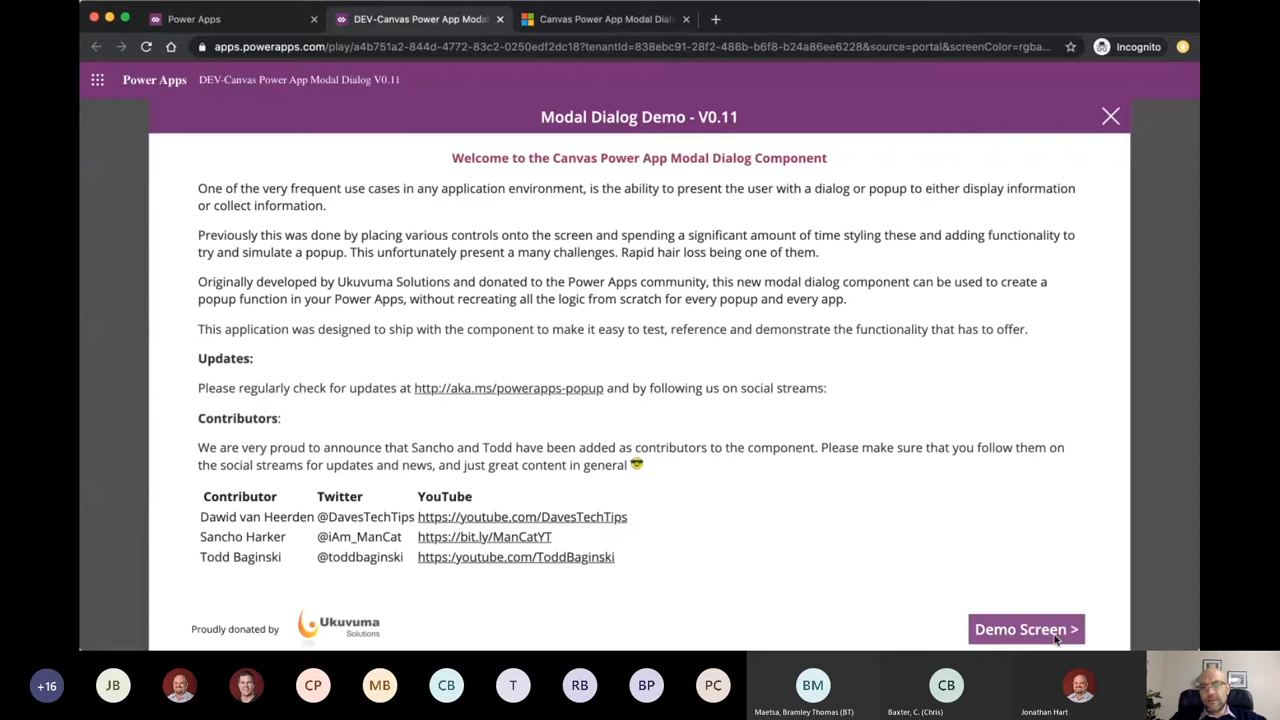 Power Apps
DEV-Canvas Power App Modal
Canvas Power App Modal Dialo
apps.powerapps.com/play/a4b751a2-844d-4772-83c2-0250edf2dc18?tenantId=838ebc91-28f2-486b-b6f8-b24a86ee6228&source=portal&screenColor=rgba...
Incognito
Power Apps DEV-Canvas Power App Modal Dialog V0.11
Modal Dialog Demo - V0.11
Welcome to the Canvas Power App Modal Dialog Component
One of the very frequent use cases in any application environment, is the ability to present the user with a dialog or popup to either display information
or collect information.
Previously this was done by placing various controls onto the screen and spending a significant amount of time styling these and adding functionality to
try and simulate a popup. This unfortunately present a many challenges. Rapid hair loss being one of them.
Originally developed by Ukuvuma Solutions and donated to the Power Apps community, this new modal dialog component can be used to create a
popup function in your Power Apps, without recreating all the logic from scratch for every popup and every app.
This application was designed to ship with the component to make it easy to test, reference and demonstrate the functionality that has to offer.
Updates:
Please regularly check for updates at http://aka.ms/powerapps-popup and by following us on social streams:
Contributors:
We are very proud to announce that Sancho and Todd have been added as contributors to the component. Please make sure that you follow them on
the social streams for updates and news, and just great content in general 😎
Contributor Twitter YouTube
Dawid van Heerden @DavesTechTips https://youtube.com/DavesTechTips
Sancho Harker @iAm_ManCat https://bit.ly/ManCatYT
Todd Baginski @toddbaginski https:/youtube.com/ToddBaginski
Proudly donated by Ukuvuma
Solutions
Demo Screen >
+16 JB CP MB CB T RB BP PC BM CB
Maetsa, Bramley Thomas (BT) Baxter, C. (Chris) Jonathan Hart